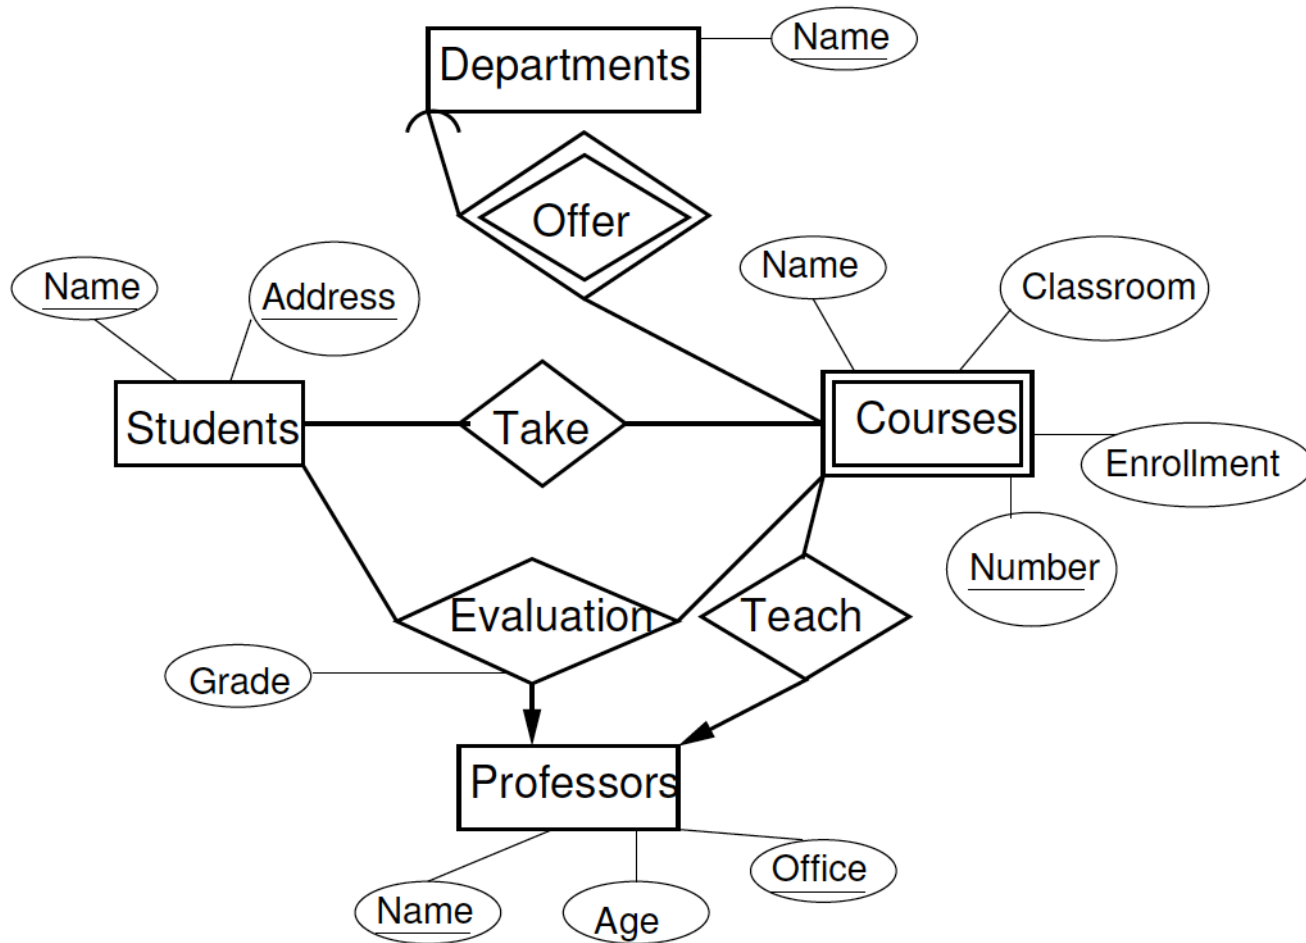 Name
Departments
Offer
Name
Name
Address
Classroom
Students
Take
Courses
Enrollment
Number
Evaluation
Teach
Grade
Professors
Office
Name
Age